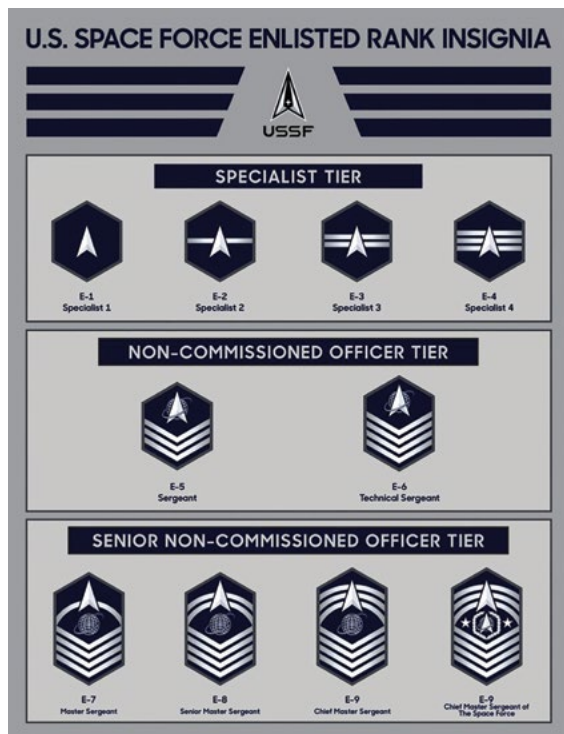 U.S. SPACE FORCE ENLISTED RANK INSIGNIA
USSF
SPECIALIST TIER
E-1
Specialist 1
E-2
Specialist 2
E-3
Specialist 3
E-4
Specialist 4
NON-COMMISSIONED OFFICER TIER
E-5
Sergeant
E-6
Technical Sergeant
SENIOR NON-COMMISSIONED OFFICER TIER
E-7
Master Sergeant
E-8
Senior Master Sergeant
E-9
Chief Master Sergeant
E-9
Chief Master Sergeant of
The Space Force